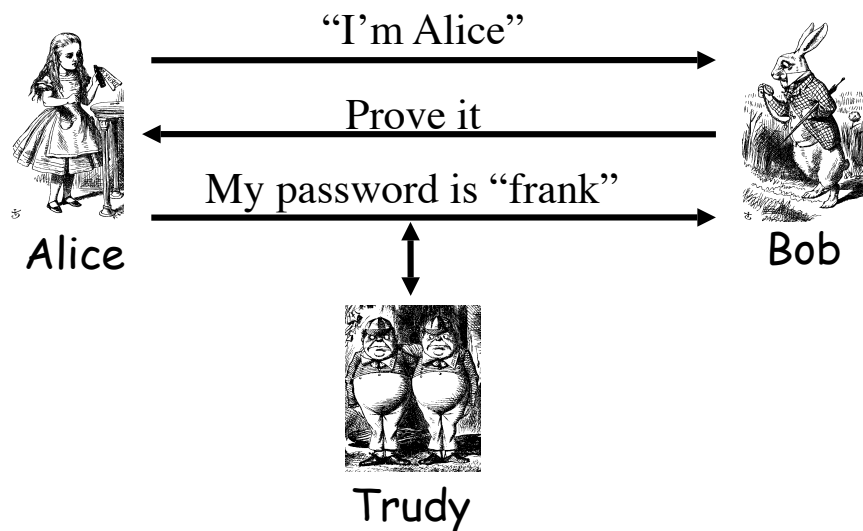 “I’m Alice”
Prove it
My password is “frank”
Alice
Bob
Trudy